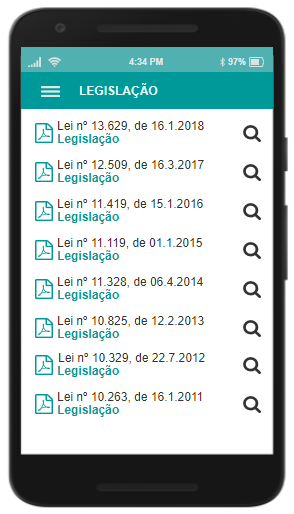 4:34 PM 97%
LEGISLAÇÃO
Lei nº 13.629, de 16.1.2018
Legislação
Lei nº 12.509, de 16.3.2017
Legislação
Lei nº 11.419, de 15.1.2016
Legislação
Lei nº 11.119, de 01.1.2015
Legislação
Lei nº 11.328, de 06.4.2014
Legislação
Lei nº 10.825, de 12.2.2013
Legislação
Lei nº 10.329, de 22.7.2012
Legislação
Lei nº 10.263, de 16.1.2011
Legislação